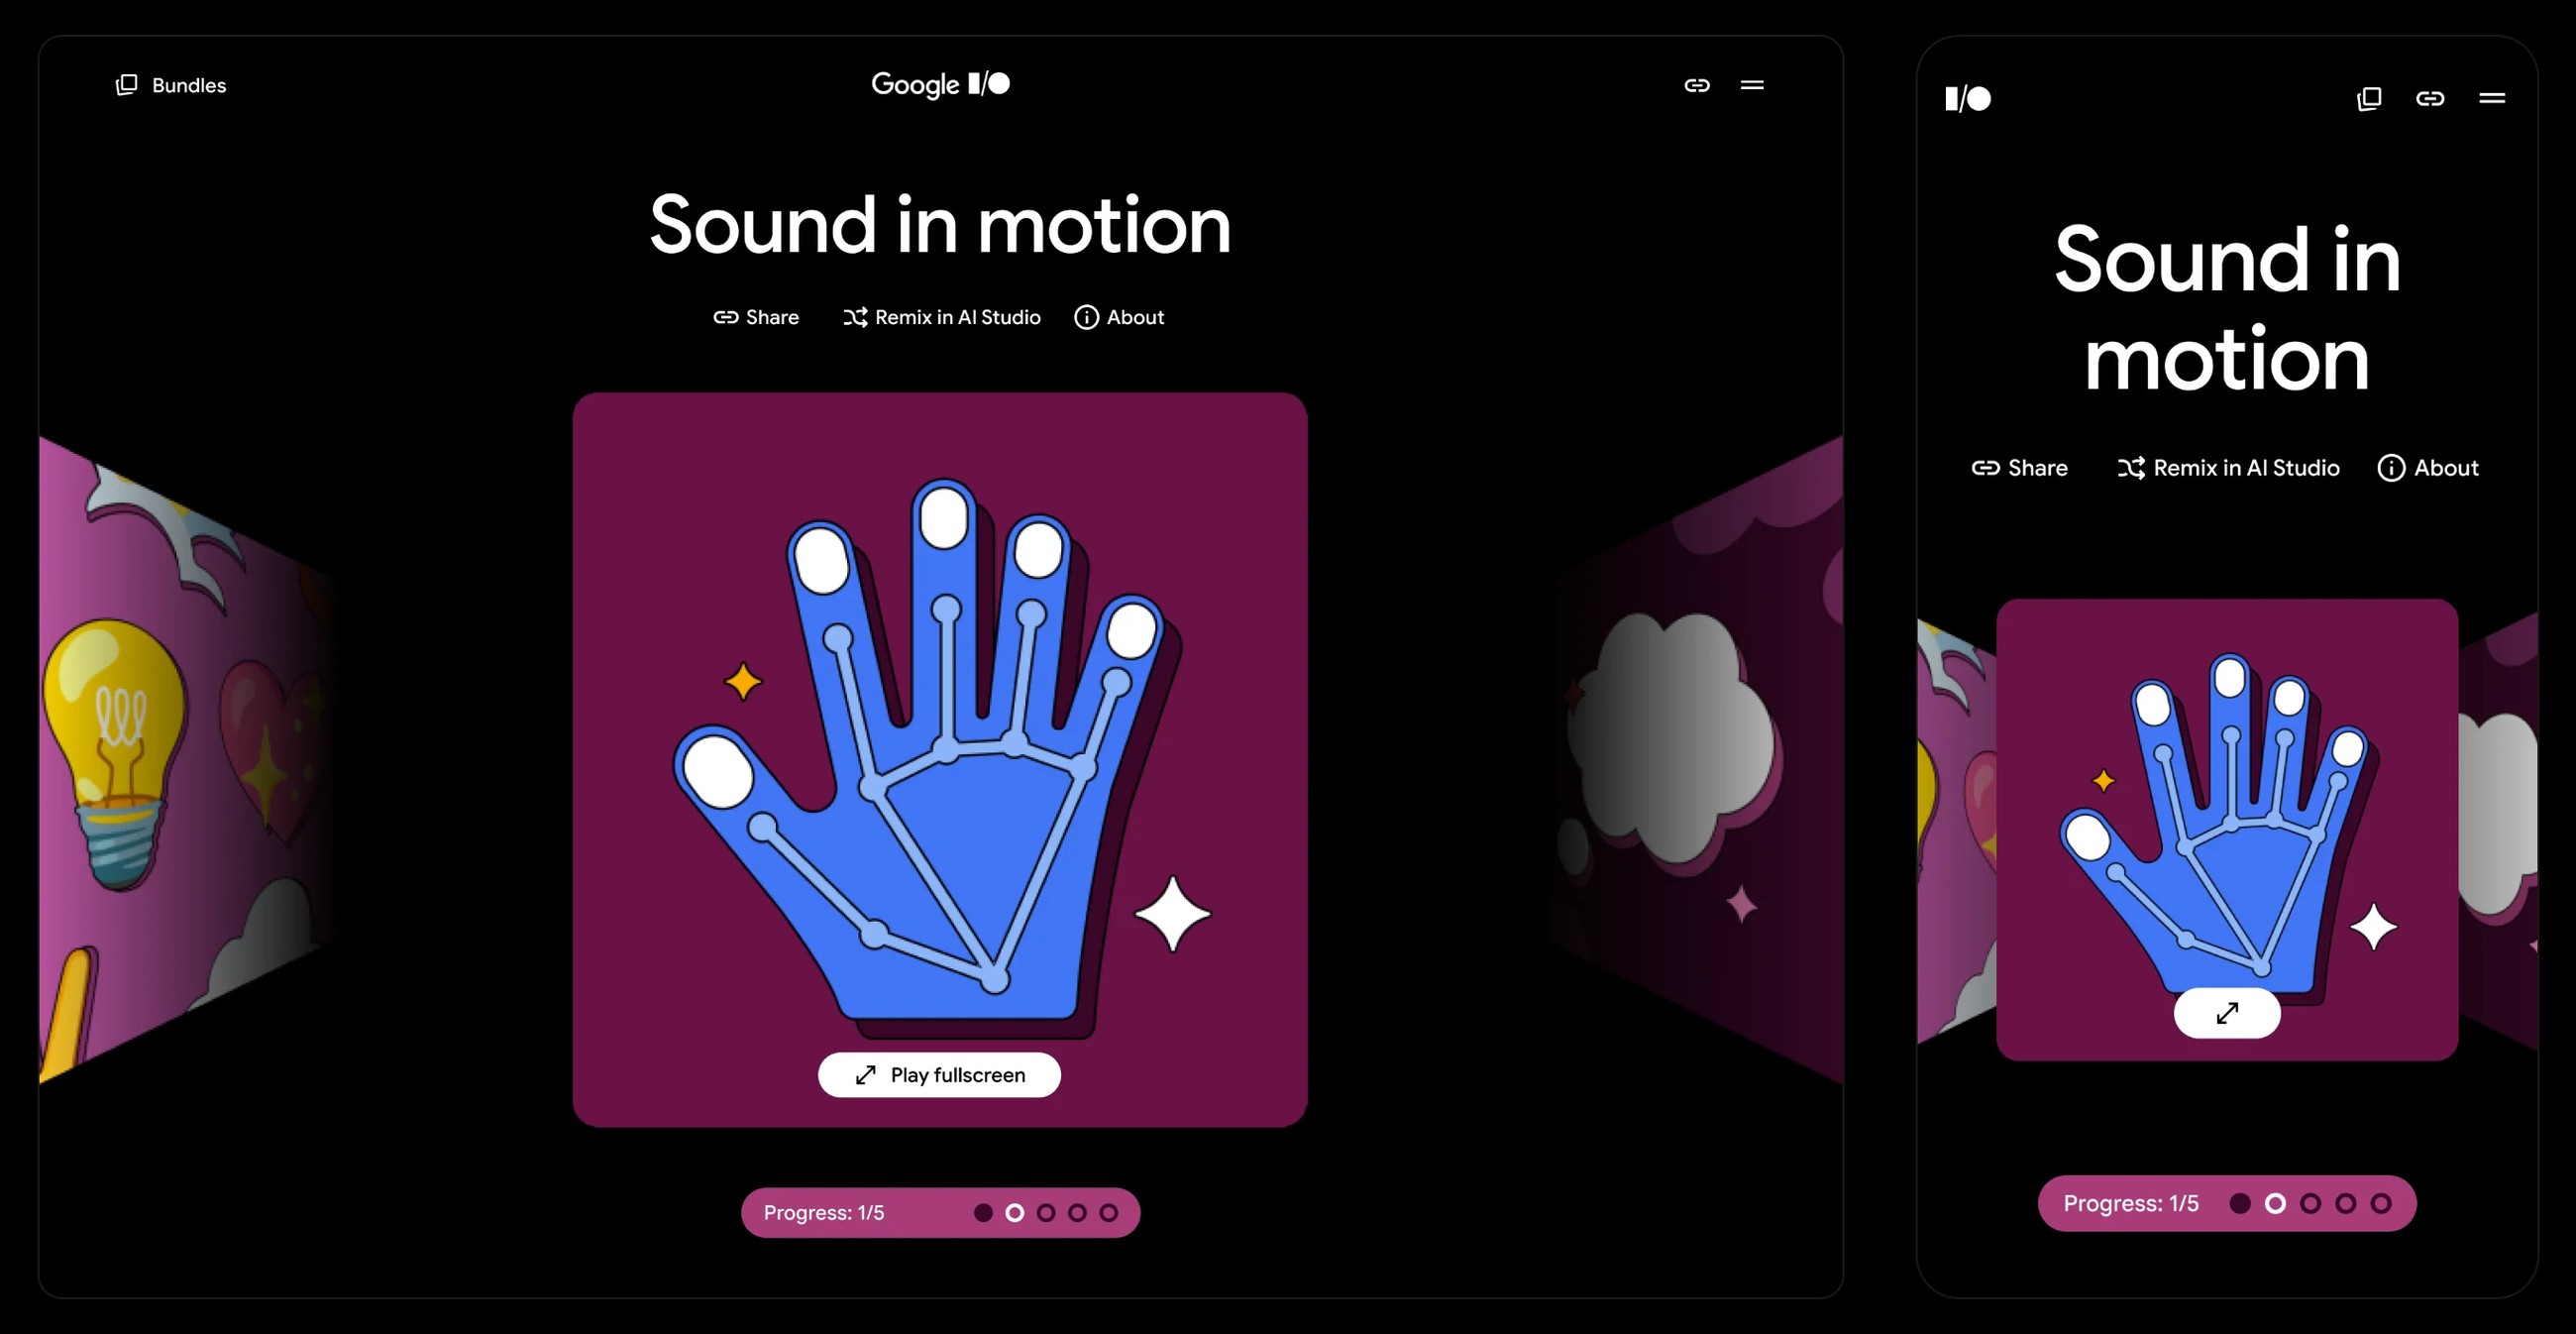 Bundles
Google I/O
Sound in motion
Share
Remix in AI Studio
About
Play fullscreen
Progress: 1/5
I/O
Sound in
motion
Share
Remix in AI Studio
About
Progress: 1/5